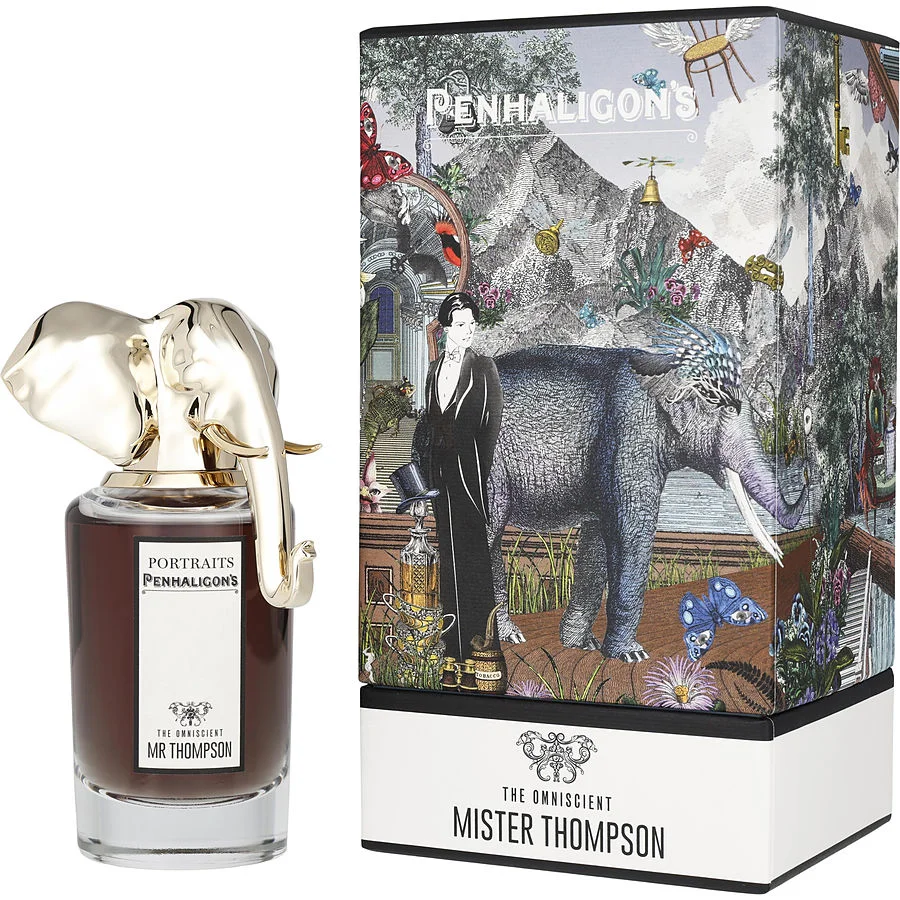 PENHALIGON'S
TOBACCO
THE OMNISCIENT
MISTER THOMPSON
PORTRAITS
PENHALIGON'S
THE OMNISCIENT
MR THOMPSON